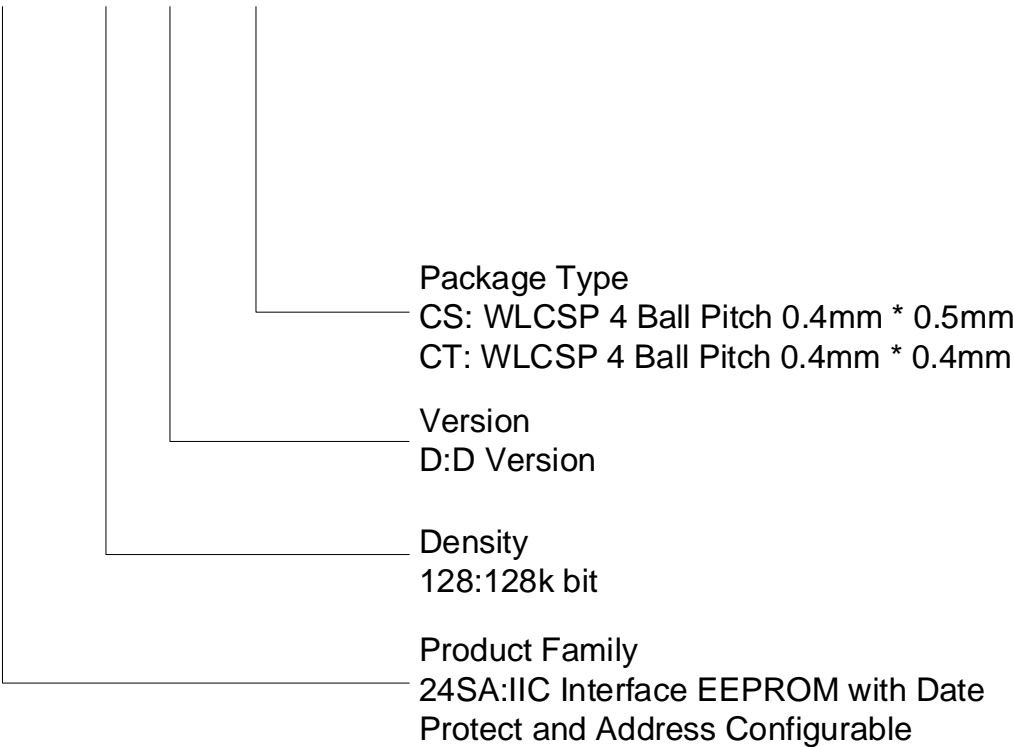 Package Type
CS: WLCSP 4 Ball Pitch 0.4mm * 0.5mm
CT: WLCSP 4 Ball Pitch 0.4mm * 0.4mm
Version
D:D Version
Density
128:128k bit
Product Family
24SA:IIC Interface EEPROM with Date
Protect and Address Configurable